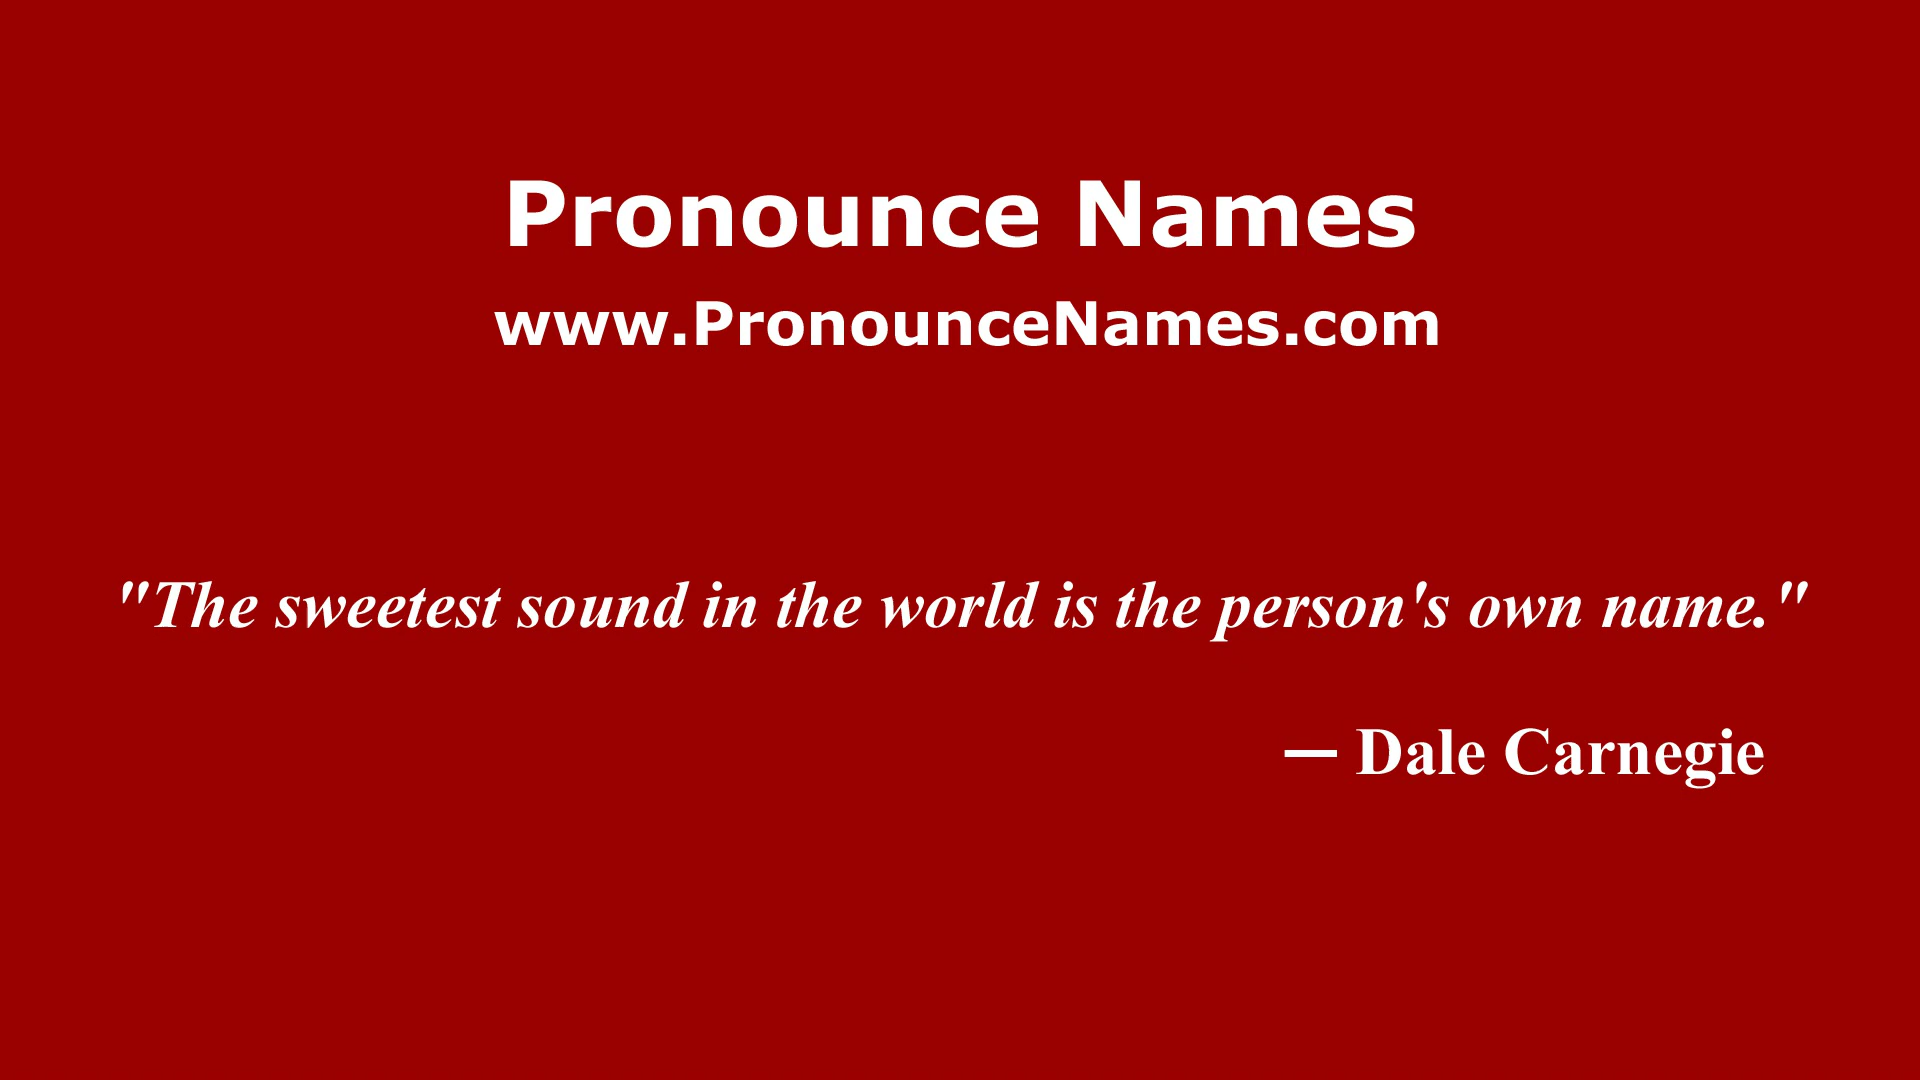 Pronounce Names
www.PronounceNames.com
"The sweetest sound in the world is the person's own name."
— Dale Carnegie